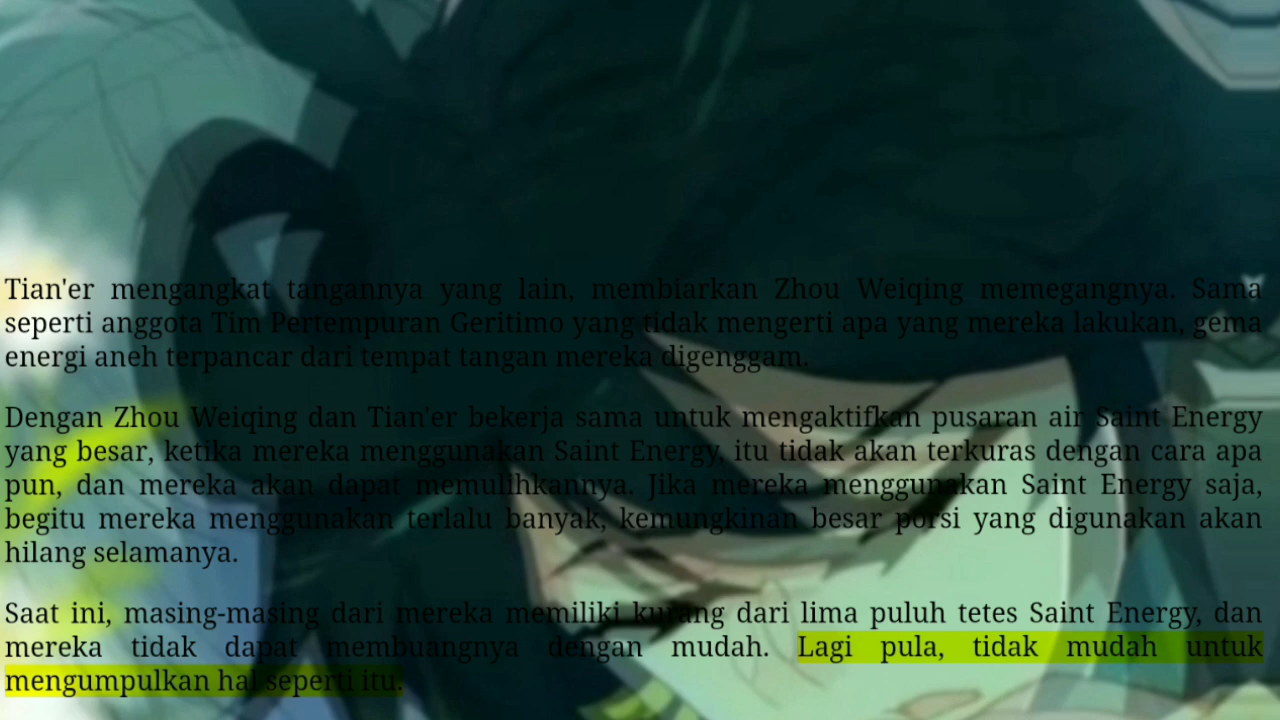 Tian'er mengangkat tangannya yang lain, membiarkan Zhou Weiqing memegangnya. Sama
seperti anggota Tim Pertempuran Geritimo yang tidak mengerti apa yang mereka lakukan, gema
energi aneh terpancar dari tempat tangan mereka digenggam.
Dengan Zhou Weiqing dan Tian'er bekerja sama untuk mengaktifkan pusaran air Saint Energy
yang besar, ketika mereka menggunakan Saint Energy, itu tidak akan terkuras dengan cara apa
pun, dan mereka akan dapat memulihkannya. Jika mereka menggunakan Saint Energy saja,
begitu mereka menggunakan terlalu banyak, kemungkinan besar porsi yang digunakan akan
hilang selamanya.
Saat ini, masing-masing dari mereka memiliki kurang dari lima puluh tetes Saint Energy, dan
mereka tidak dapat membuangnya dengan mudah. Lagi pula, tidak mudah untuk
mengumpulkan hal seperti itu.